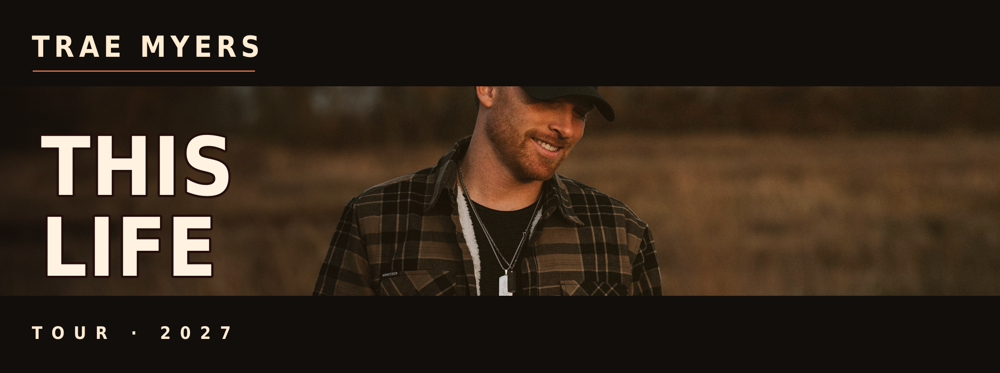 TRAE MYERS
THIS
LIFE
HOWITZER
TOUR · 2027